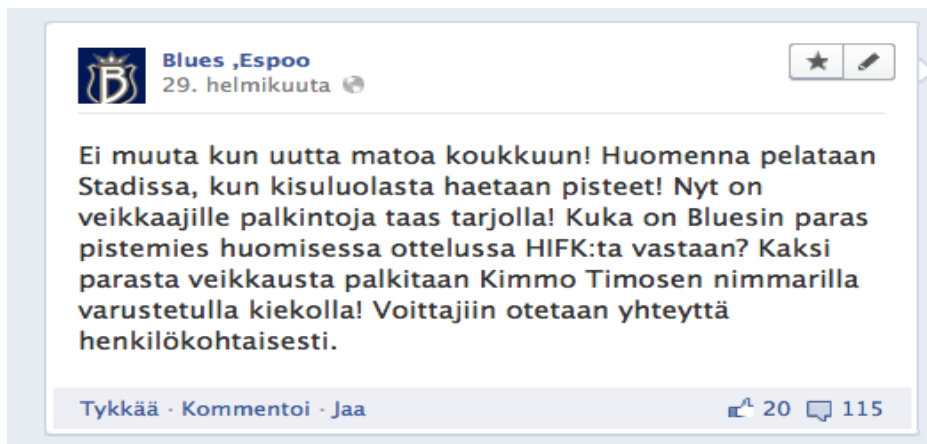 Blues ,Espoo
29. helmikuuta
Ei muuta kun uutta matoa koukkuun! Huomenna pelataan
Stadissa, kun kisuluolasta haetaan pisteet! Nyt on
veikkaajille palkintoja taas tarjolla! Kuka on Bluesin paras
pistemies huomisessa ottelussa HIFK:ta vastaan? Kaksi
parasta veikkausta palkitaan Kimmo Timosen nimmarilla
varustetulla kiekolla! Voittajiin otetaan yhteyttä
henkilökohtaisesti.
Tykkää · Kommentoi · Jaa 20 115